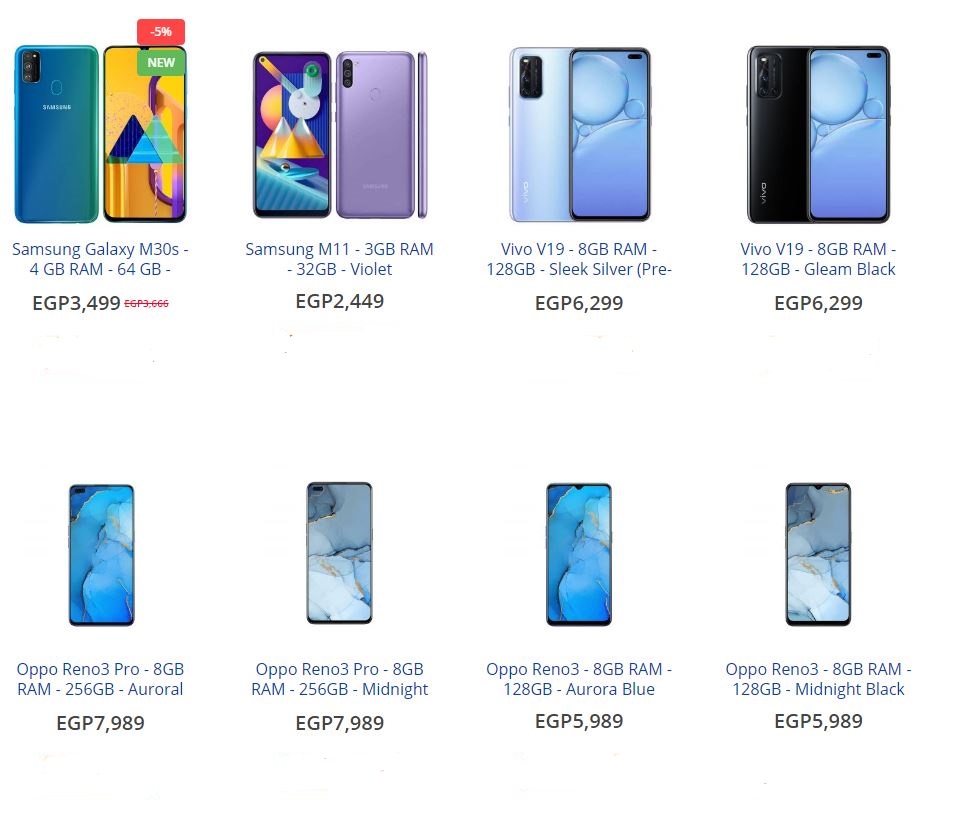 -5%
NEW
SAMSUNG
SAMSUNG
vivo
vivo
Samsung Galaxy M30s -
4 GB RAM - 64 GB -
EGP3,499 EGP3,666
Samsung M11 - 3GB RAM
- 32GB - Violet
EGP2,449
Vivo V19 - 8GB RAM -
128GB - Sleek Silver (Pre-
EGP6,299
Vivo V19 - 8GB RAM -
128GB - Gleam Black
EGP6,299
Oppo Reno3 Pro - 8GB
RAM - 256GB - Auroral
EGP7,989
Oppo Reno3 Pro - 8GB
RAM - 256GB - Midnight
EGP7,989
Oppo Reno3 - 8GB RAM -
128GB - Aurora Blue
EGP5,989
Oppo Reno3 - 8GB RAM -
128GB - Midnight Black
EGP5,989